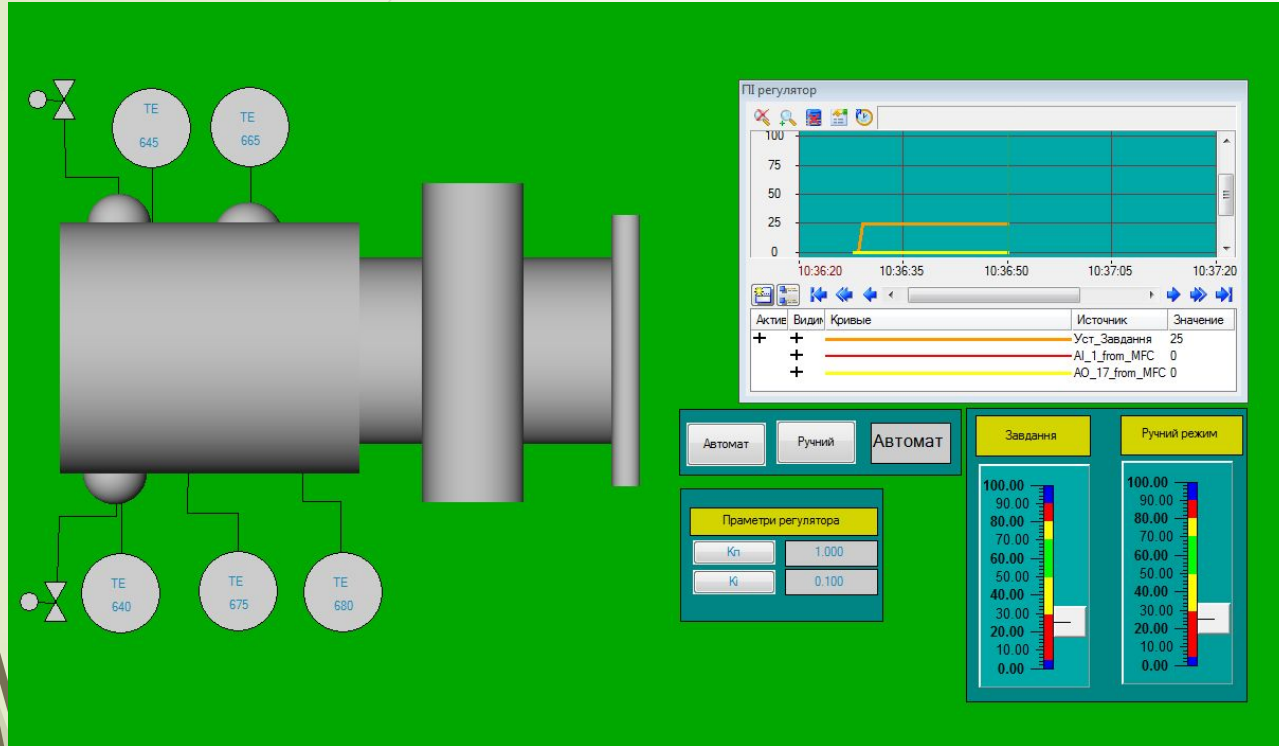 TE
645
TE
665
TE
640
TE
675
TE
680
ПІ регулятор
100
75
50
25
0
10:36:20 10:36:35 10:36:50 10:37:05 10:37:20
Актив Видим Кривые Источник Значение
Уст_Завдання 25
AI_1_from_MFC 0
AO_17_from_MFC 0
Автомат Ручний Автомат
Праметри регулятора
Кп 1.000
Кі 0.100
Завдання
100.00
90.00
80.00
70.00
60.00
50.00
40.00
30.00
20.00
10.00
0.00
Ручний режим
100.00
90.00
80.00
70.00
60.00
50.00
40.00
30.00
20.00
10.00
0.00